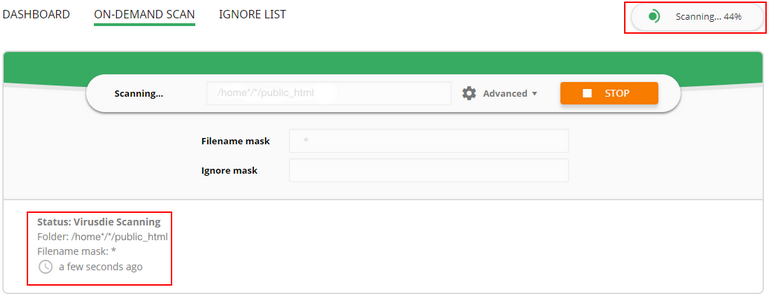 DASHBOARD ON-DEMAND SCAN IGNORE LIST Scanning... 44%
Scanning... /home*/*/public_html Advanced STOP
Filename mask *
Ignore mask
Status: Virusdie Scanning
Folder: /home*/*/public_html
Filename mask: *
a few seconds ago